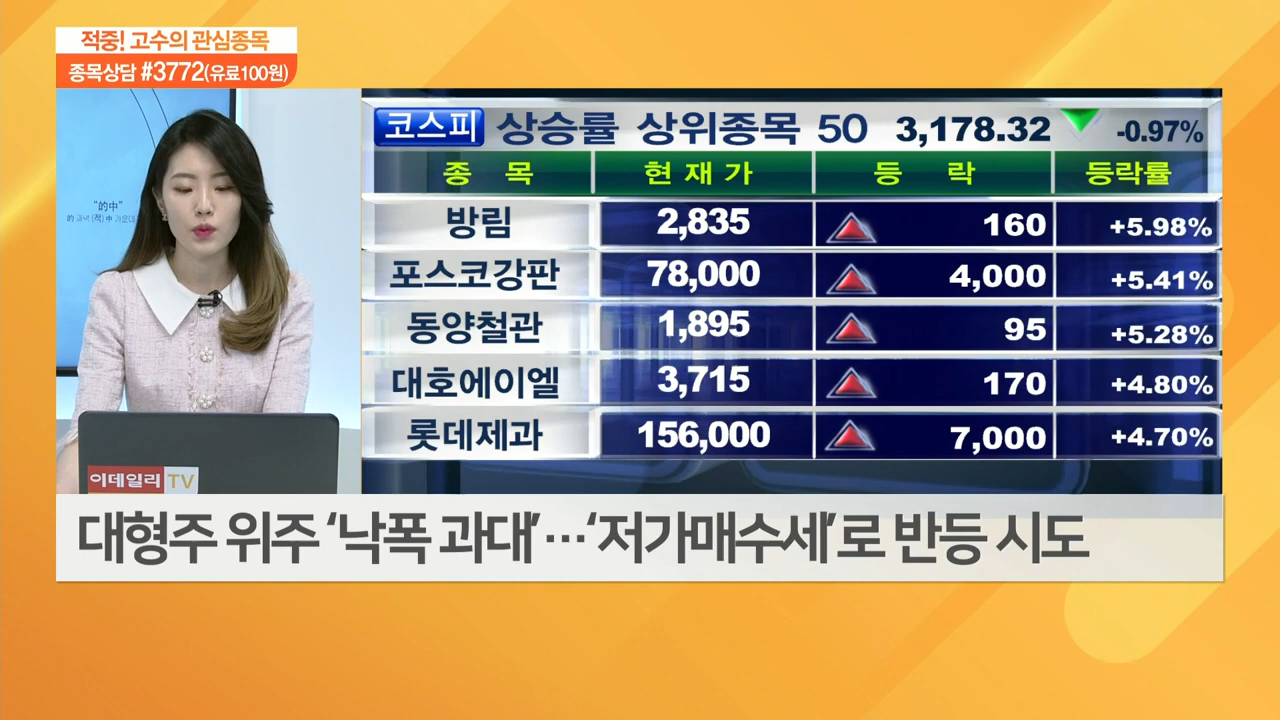 적중! 고수의 관심종목
종목상담 #3772(유료100원)
"的中"
코스피 상승률 상위종목 50 3,178.32 -0.97%
종 목 현재가 등 락 등락률
방림 2,835 160 +5.98%
포스코강판 78,000 4,000 +5.41%
동양철관 1,895 95 +5.28%
대호에이엘 3,715 170 +4.80%
롯데제과 156,000 7,000 +4.70%
이데일리 TV
대형주 위주 ‘낙폭 과대’…‘저가매수세’로 반등 시도